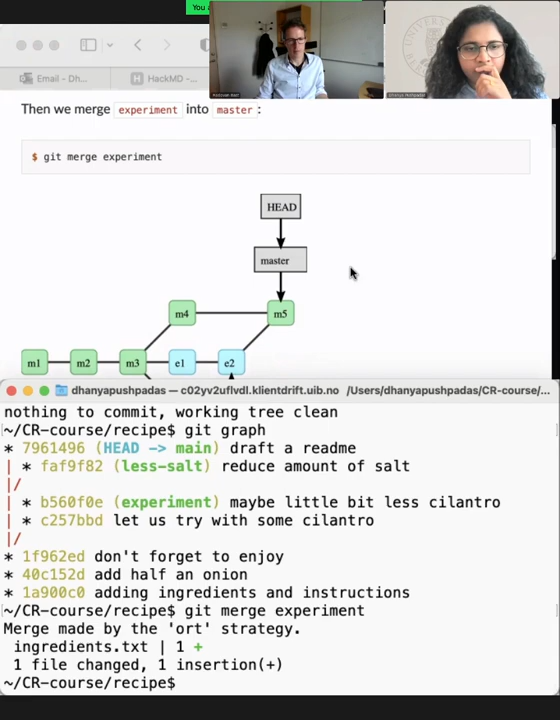 You a
Email - Dh...
HackMD -
Then we merge experiment into master :
$ git merge experiment
HEAD
master
m4
m5
m1
m2
m3
e1
e2
dhanyapushpadas — c02yv2uflvdl.klientdrift.uib.no /Users/dhanyapushpadas/CR-course/...
nothing to commit, working tree clean
~/CR-course/recipe$ git graph
* 7961496 (HEAD -> main) draft a readme
| * faf9f82 (less-salt) reduce amount of salt
|/
| * b560f0e (experiment) maybe little bit less cilantro
| * c257bbd let us try with some cilantro
|/
* 1f962ed don't forget to enjoy
* 40c152d add half an onion
* 1a900c0 adding ingredients and instructions
~/CR-course/recipe$ git merge experiment
Merge made by the 'ort' strategy.
ingredients.txt | 1 +
1 file changed, 1 insertion(+)
~/CR-course/recipe$